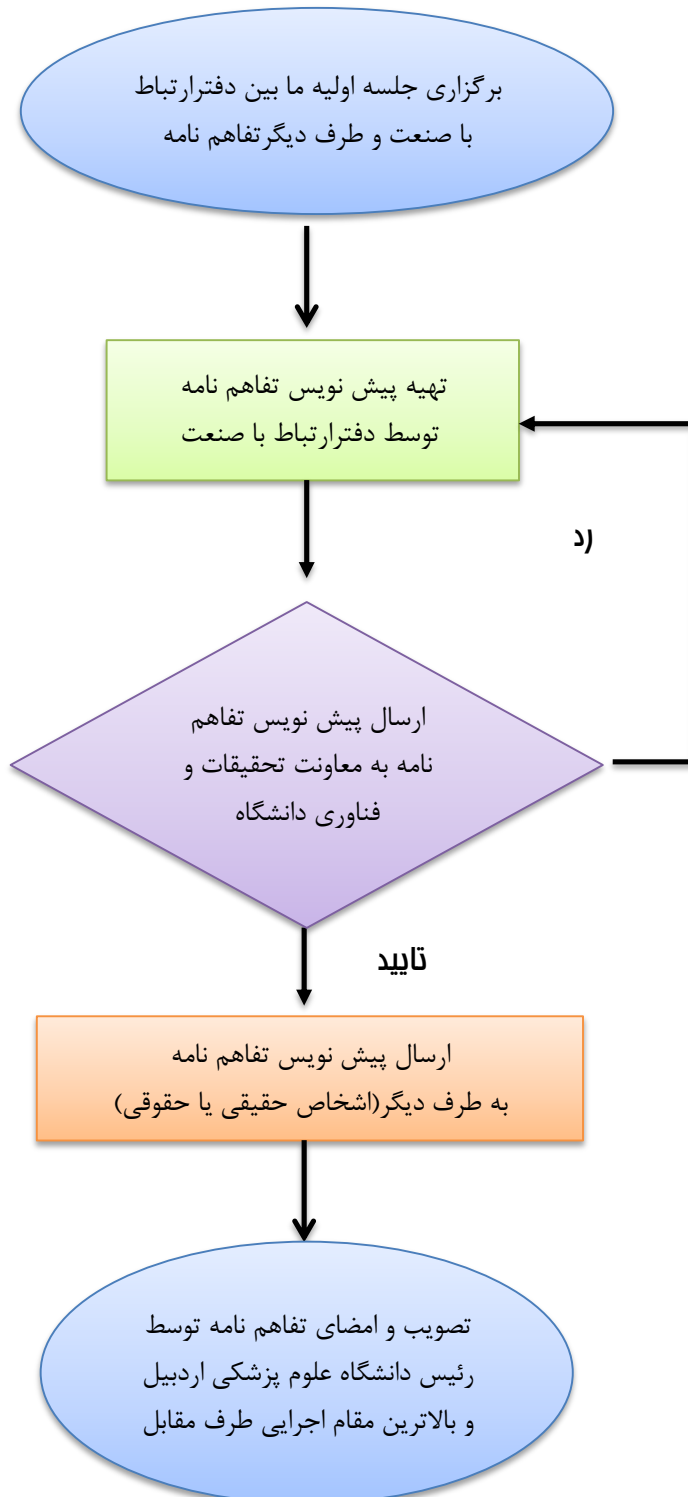 برگزاری جلسه اولیه ما بین دفترارتباط
با صنعت و طرف دیگرتفاهم نامه
تهیه پیش نویس تفاهم نامه
توسط دفترارتباط با صنعت
رد
ارسال پیش نویس تفاهم
نامه به معاونت تحقیقات و
فناوری دانشگاه
تایید
ارسال پیش نویس تفاهم نامه
به طرف دیگر(اشخاص حقیقی یا حقوقی)
تصویب و امضای تفاهم نامه توسط
رئیس دانشگاه علوم پزشکی اردبیل
و بالاترین مقام اجرایی طرف مقابل